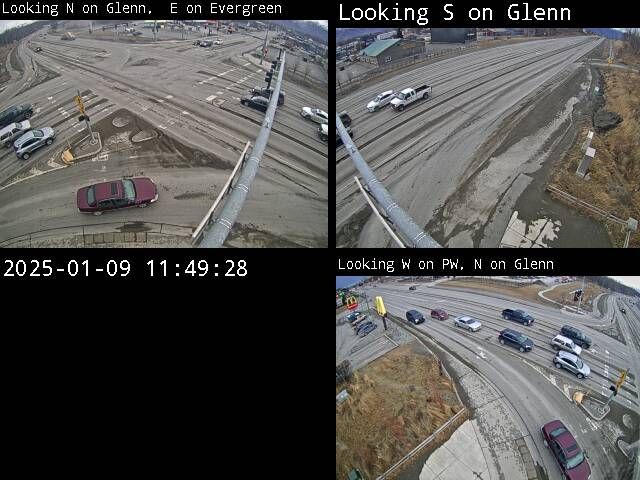 Looking N on Glenn,  E on Evergreen
Looking S on Glenn
2025-01-09 11:49:28
Looking W on PW, N on Glenn